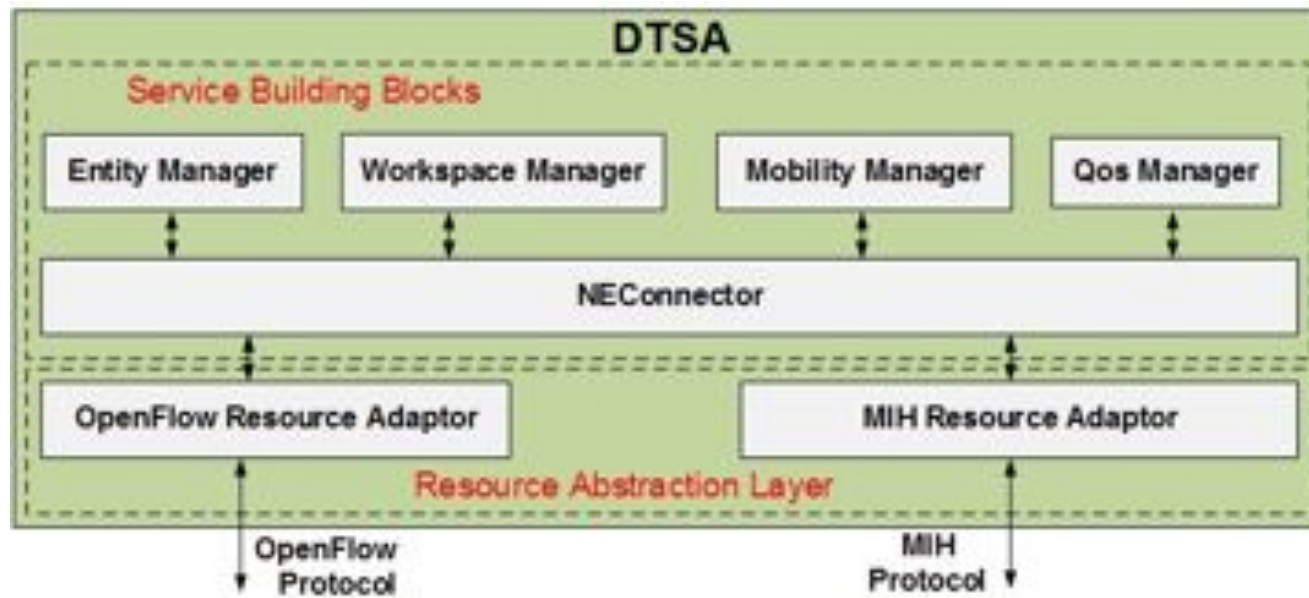 DTSA
Service Building Blocks
Entity Manager
Workspace Manager
Mobility Manager
Qos Manager
NEConnector
OpenFlow Resource Adaptor
MIH Resource Adaptor
Resource Abstraction Layer
OpenFlow
Protocol
MIH
Protocol